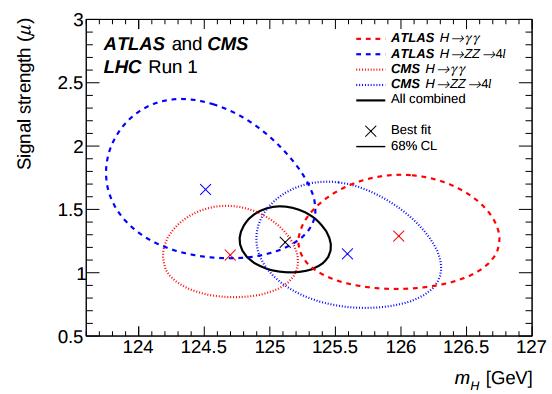 Signal strength (μ)
3
2.5
2
1.5
1
0.5
ATLAS and CMS
LHC Run 1
ATLAS H→γγ
ATLAS H→ZZ→4l
CMS H→γγ
CMS H→ZZ→4l
All combined
Best fit
68% CL
124 124.5 125 125.5 126 126.5 127
m_H [GeV]